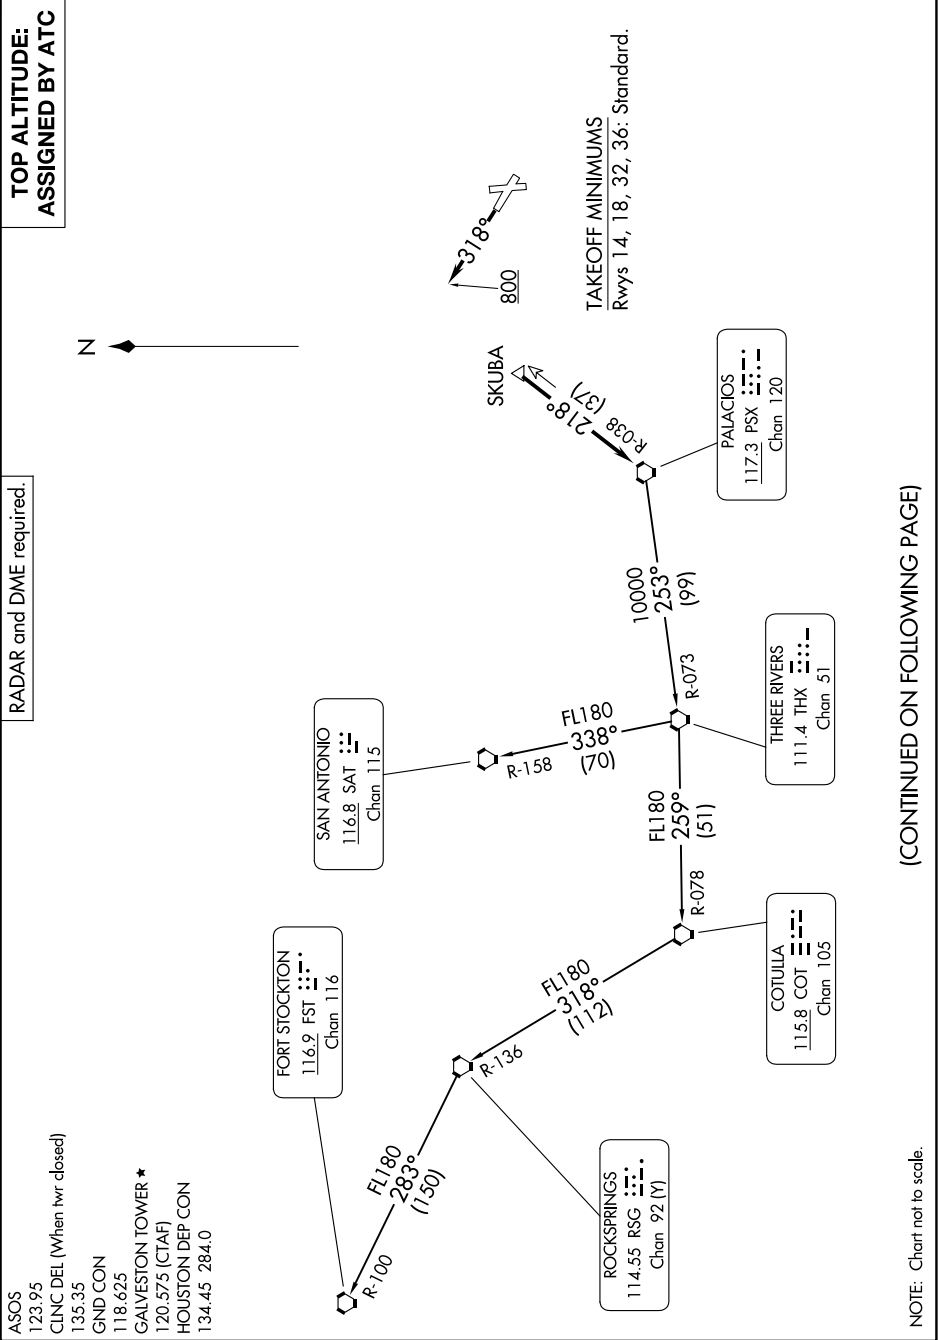 ASOS
123.95
CLNC DEL (When twr closed)
135.35
GND CON
118.625
GALVESTON TOWER ★
120.575 (CTAF)
HOUSTON DEP CON
134.45 284.0
RADAR and DME required.
TOP ALTITUDE:
ASSIGNED BY ATC
N
318°
800
TAKEOFF MINIMUMS
Rwys 14, 18, 32, 36: Standard.
SKUBA
218°
(37)
R-038
PALACIOS
117.3 PSX
Chan 120
10000
253°
(99)
R-073
THREE RIVERS
111.4 THX
Chan 51
FL180
338°
(70)
R-158
SAN ANTONIO
116.8 SAT
Chan 115
FL180
259°
(51)
R-078
COTULLA
115.8 COT
Chan 105
FL180
318°
(112)
R-136
ROCKSPRINGS
114.55 RSG
Chan 92 (Y)
FL180
283°
(150)
R-100
FORT STOCKTON
116.9 FST
Chan 116
NOTE: Chart not to scale.
(CONTINUED ON FOLLOWING PAGE)